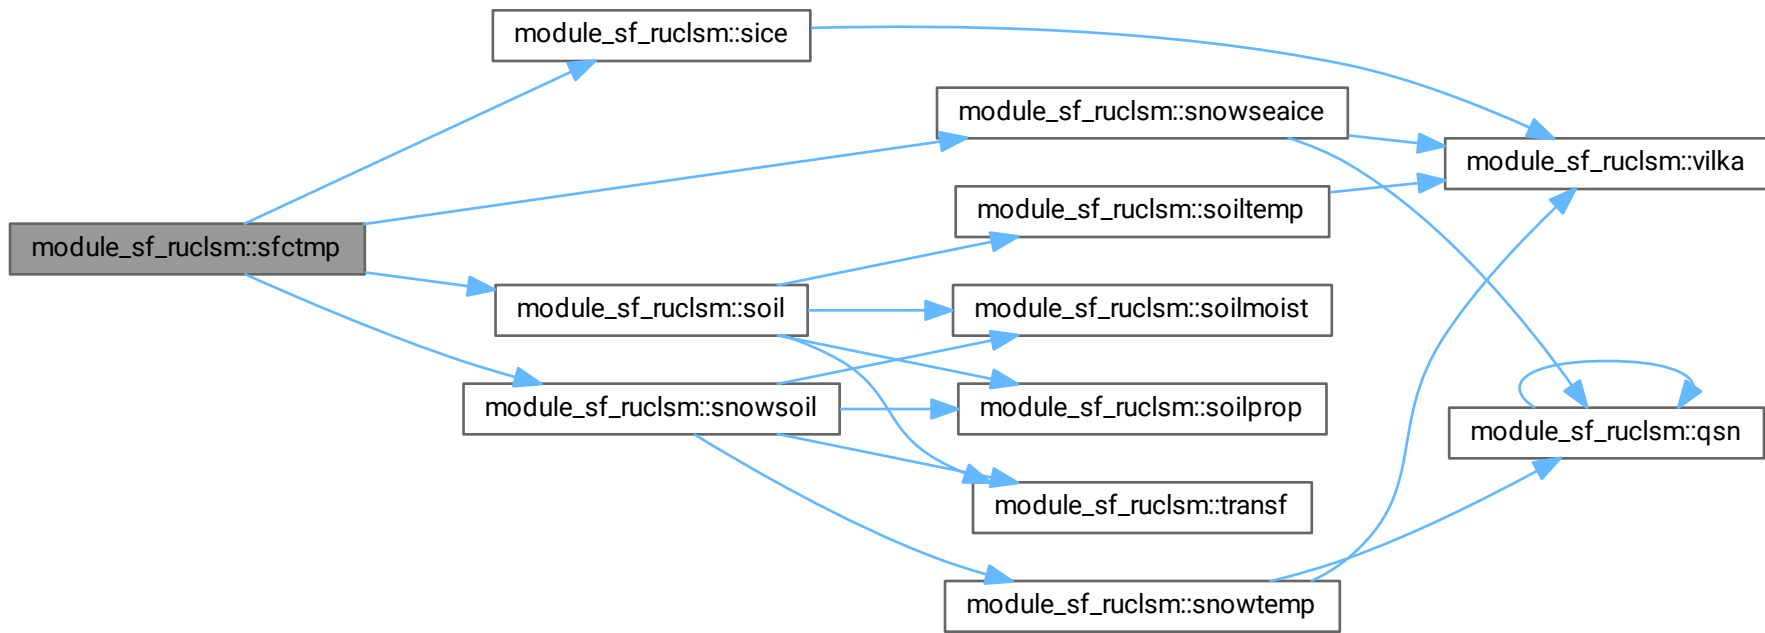 module_sf_ruclsm::sice
module_sf_ruclsm::snowseaice
module_sf_ruclsm::vilka
module_sf_ruclsm::soiltemp
module_sf_ruclsm::sfctmp
module_sf_ruclsm::soil
module_sf_ruclsm::soilmoist
module_sf_ruclsm::snowsoil
module_sf_ruclsm::soilprop
module_sf_ruclsm::qsn
module_sf_ruclsm::transf
module_sf_ruclsm::snowtemp